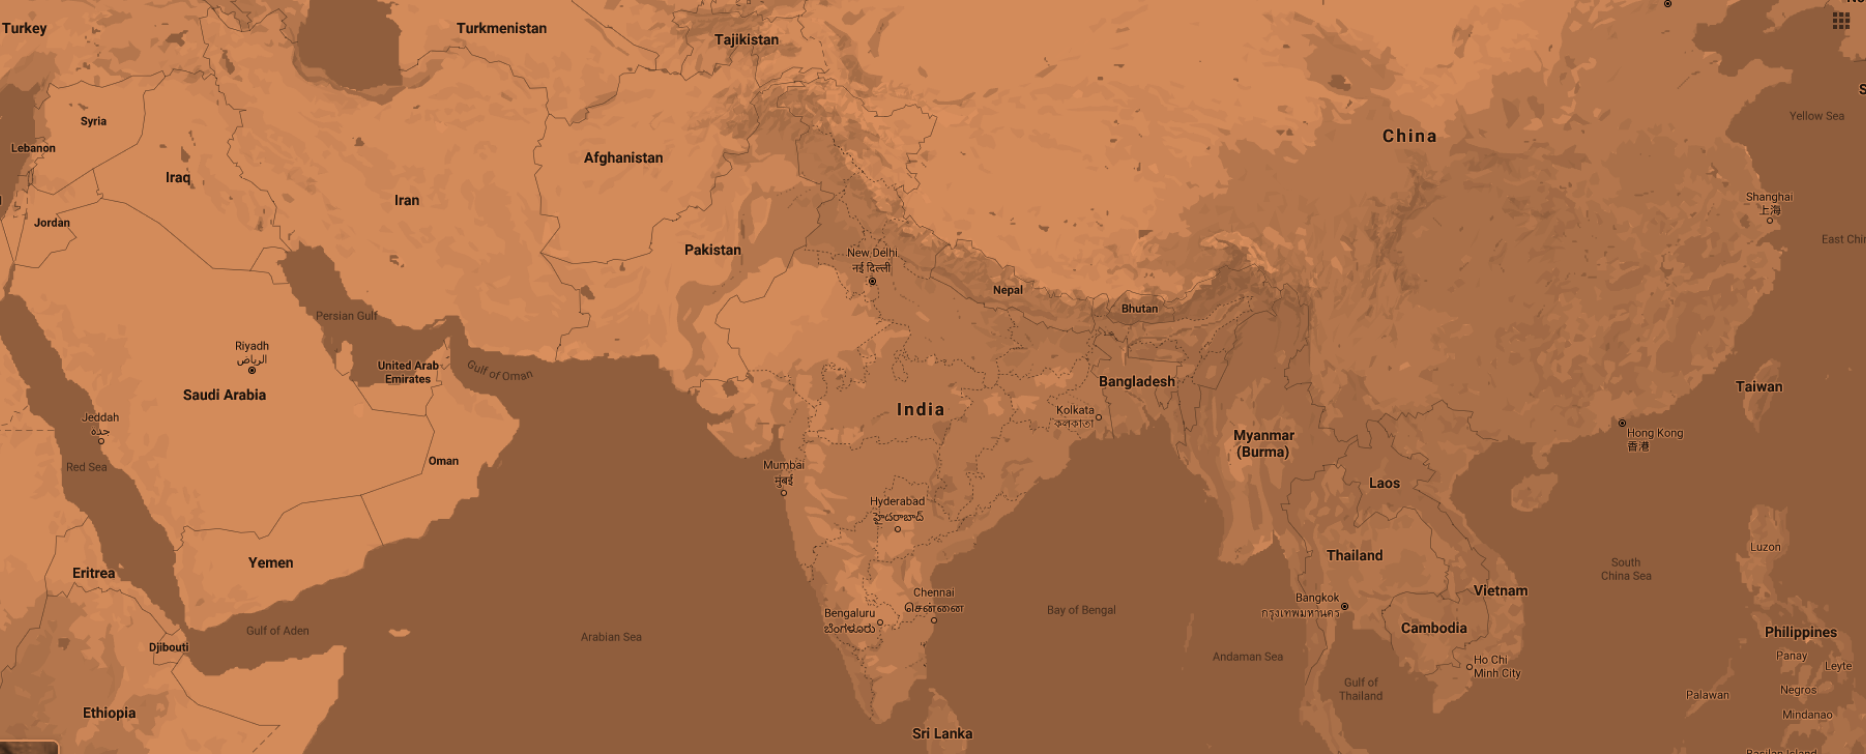 Turkey
Turkmenistan
Tajikistan
Syria
Lebanon
Iraq
Jordan
Iran
Afghanistan
Pakistan
China
Yellow Sea
Shanghai
上海
New Delhi
नई दिल्ली
Nepal
Bhutan
Persian Gulf
Riyadh
الرياض
Saudi Arabia
United Arab
Emirates
Gulf of Oman
Oman
Jeddah
جدة
Red Sea
India
Bangladesh
Kolkata
কলকাতা
Taiwan
Hong Kong
香港
Myanmar
(Burma)
Mumbai
मुंबई
Hyderabad
హైదరాబాద్
Laos
Thailand
Luzon
South
China Sea
Yemen
Eritrea
Djibouti
Gulf of Aden
Ethiopia
Arabian Sea
Bengaluru
ಬೆಂಗಳೂರು
Chennai
சென்னை
Bay of Bengal
Bangkok
กรุงเทพมหานคร
Vietnam
Cambodia
Andaman Sea
Gulf of
Thailand
Ho Chi
Minh City
Philippines
Panay
Leyte
Negros
Palawan
Mindanao
Sri Lanka